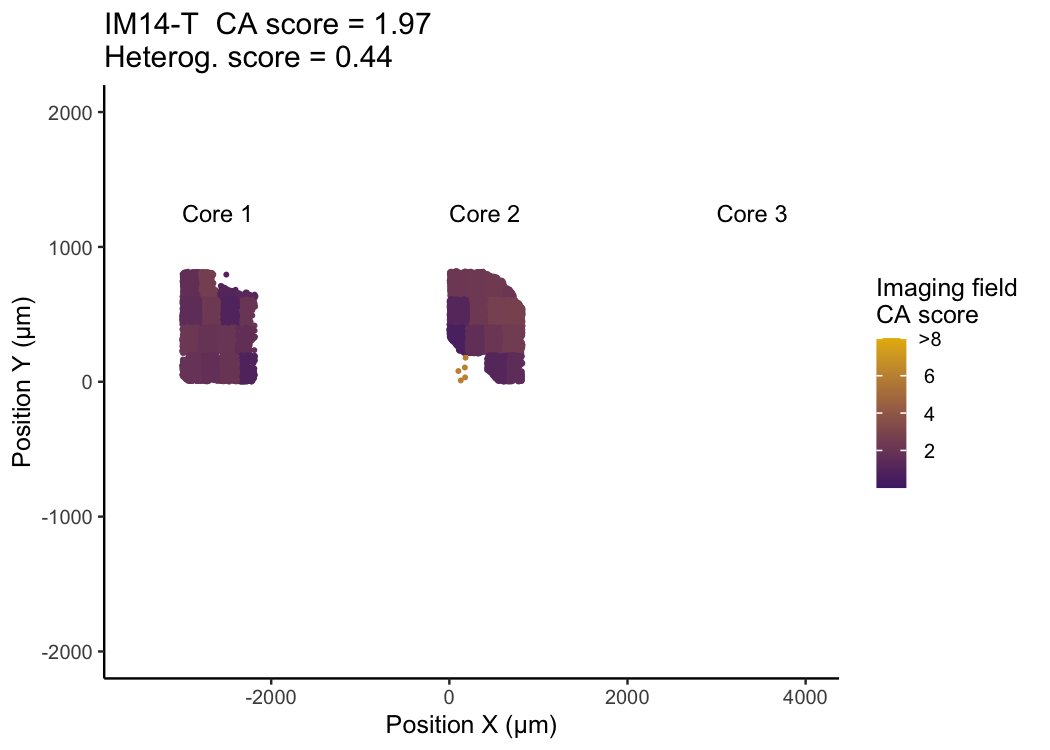 IM14-T  CA score = 1.97
Heterog. score = 0.44
2000
1000
0
-1000
-2000
Position Y (µm)
Core 1
Core 2
Core 3
-2000
0
2000
4000
Position X (µm)
Imaging field
CA score
>8
6
4
2